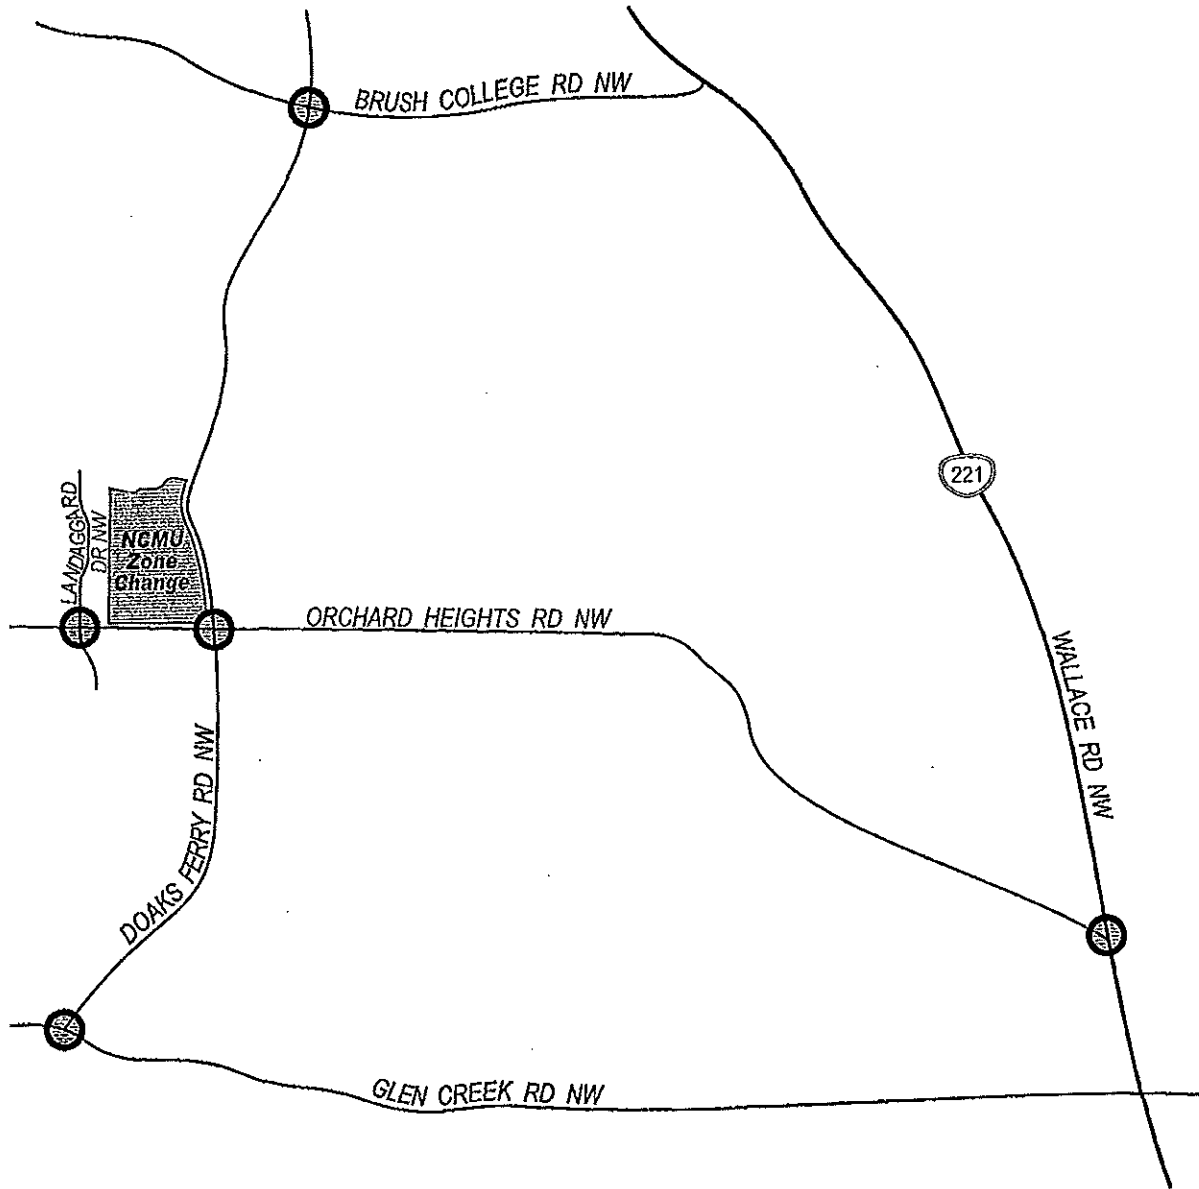 BRUSH COLLEGE RD NW
221
LANDAGGARD
DR NW
NCMU
Zone
Change
ORCHARD HEIGHTS RD NW
WALLACE RD NW
DOAKS FERRY RD NW
GLEN CREEK RD NW